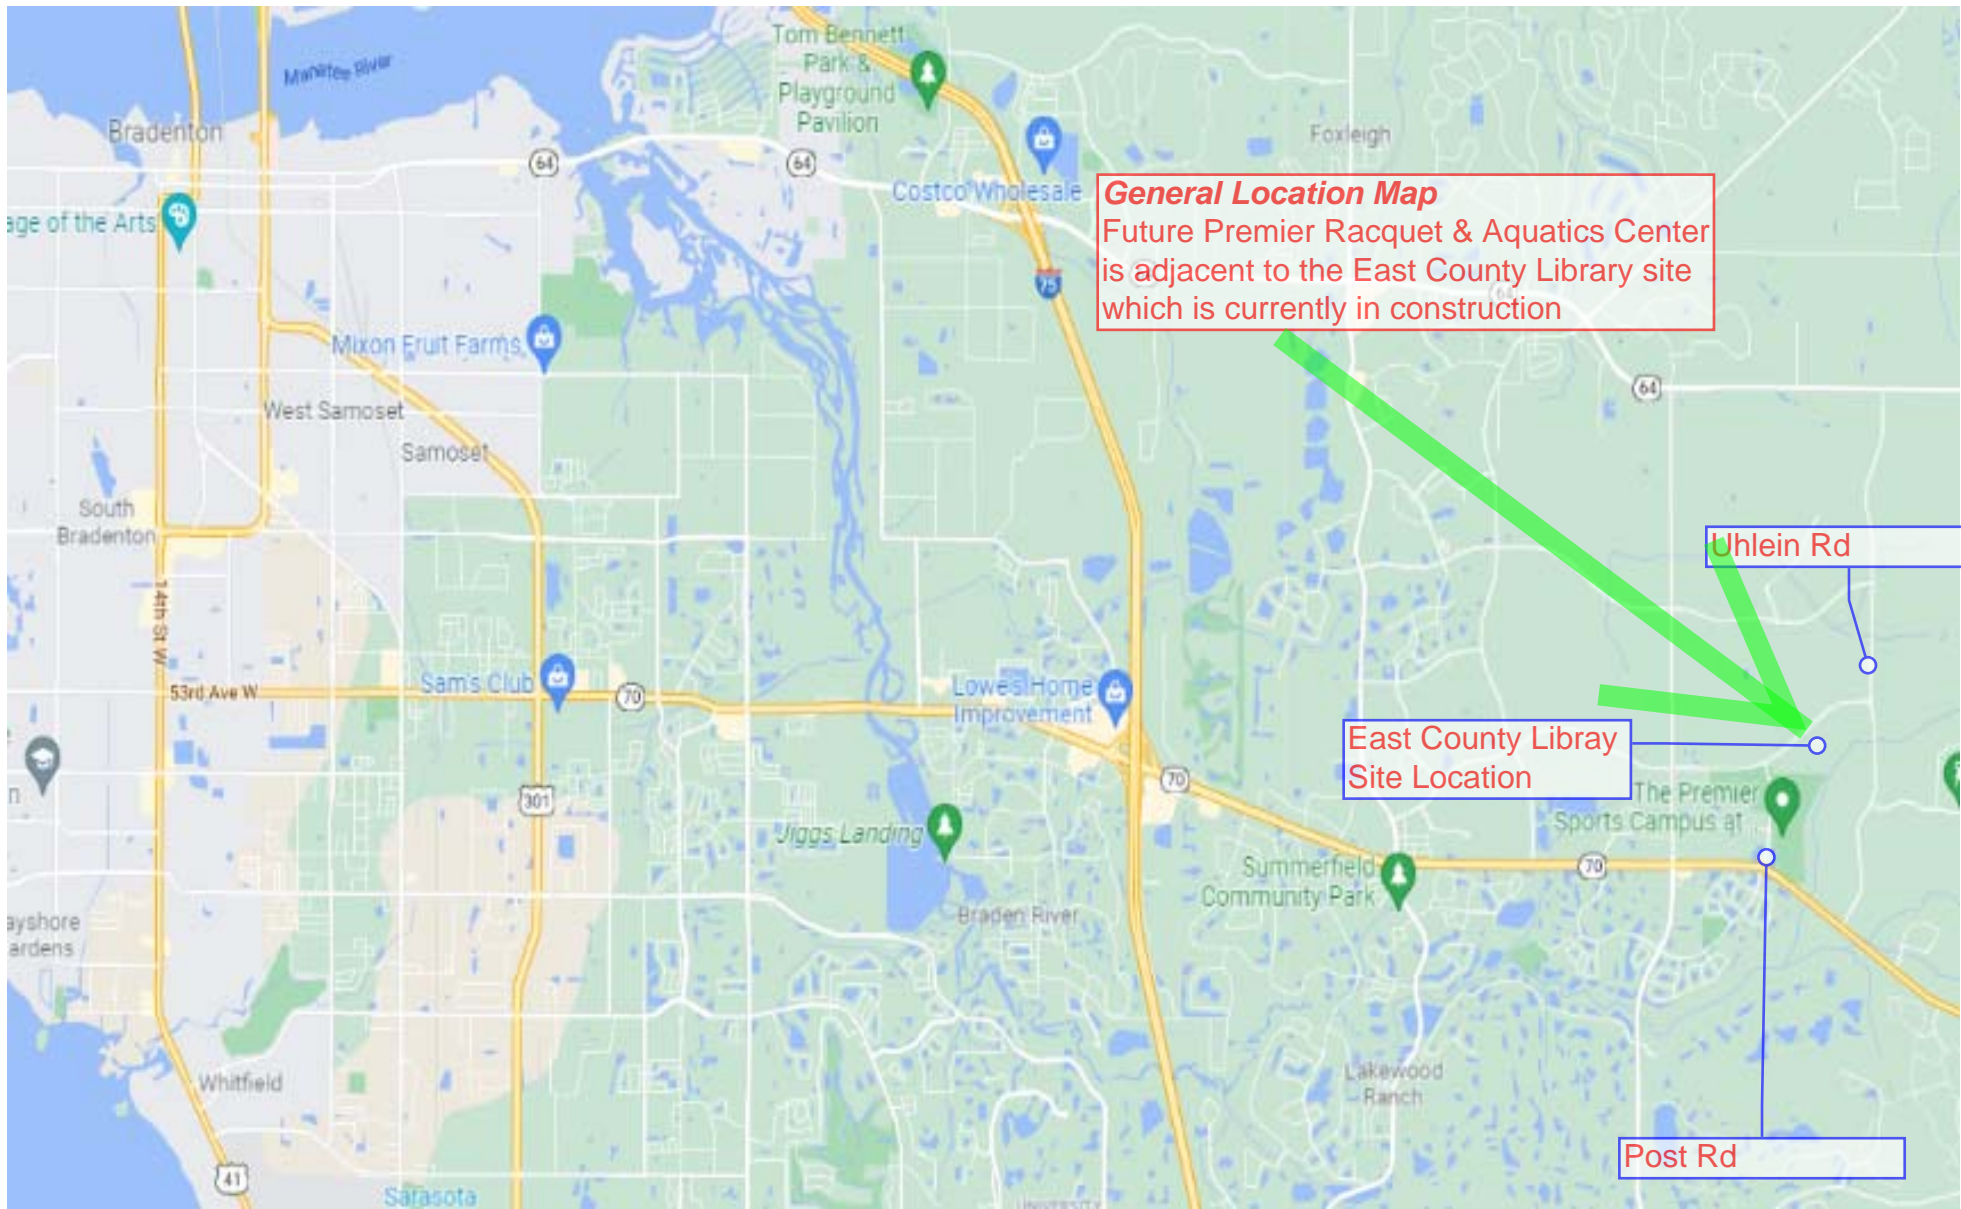 Tom Bennett
Park &
Playground
Pavilion
Manatee River
Bradenton
Foxleigh
64
64
Costco Wholesale
General Location Map
Future Premier Racquet & Aquatics Center
is adjacent to the East County Library site
which is currently in construction
64
64
age of the Arts
75
Mixon Fruit Farms
64
West Samoset
Samoset
South
Bradenton
Uhlein Rd
14th St W
53rd Ave W
Sam's Club
70
Lowe's Home
Improvement
East County Libray
Site Location
70
301
The Premier
Sports Campus at
n
Jiggs Landing
Summerfield
Community Park
70
Braden River
ayshore
ardens
Whitfield
Lakewood
Ranch
Post Rd
41
Sarasota
UNIVERSITY